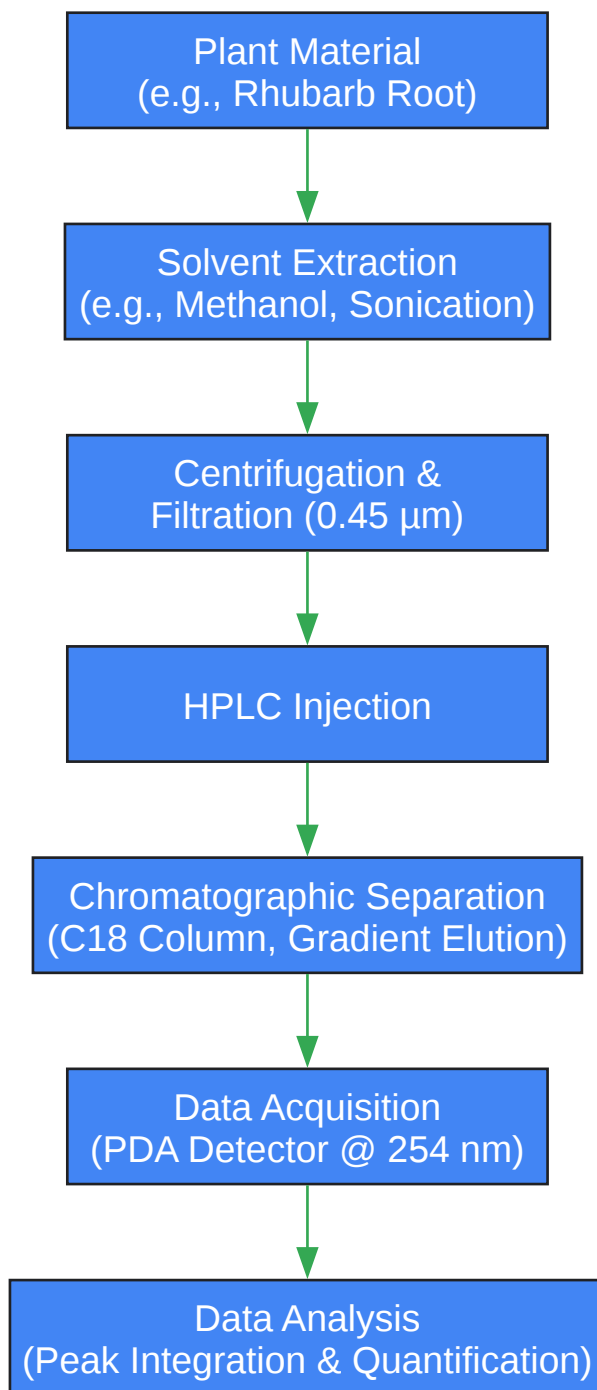 Plant Material
(e.g., Rhubarb Root)
Solvent Extraction
(e.g., Methanol, Sonication)
Centrifugation &
Filtration (0.45 µm)
HPLC Injection
Chromatographic Separation
(C18 Column, Gradient Elution)
Data Acquisition
(PDA Detector @ 254 nm)
Data Analysis
(Peak Integration & Quantification)